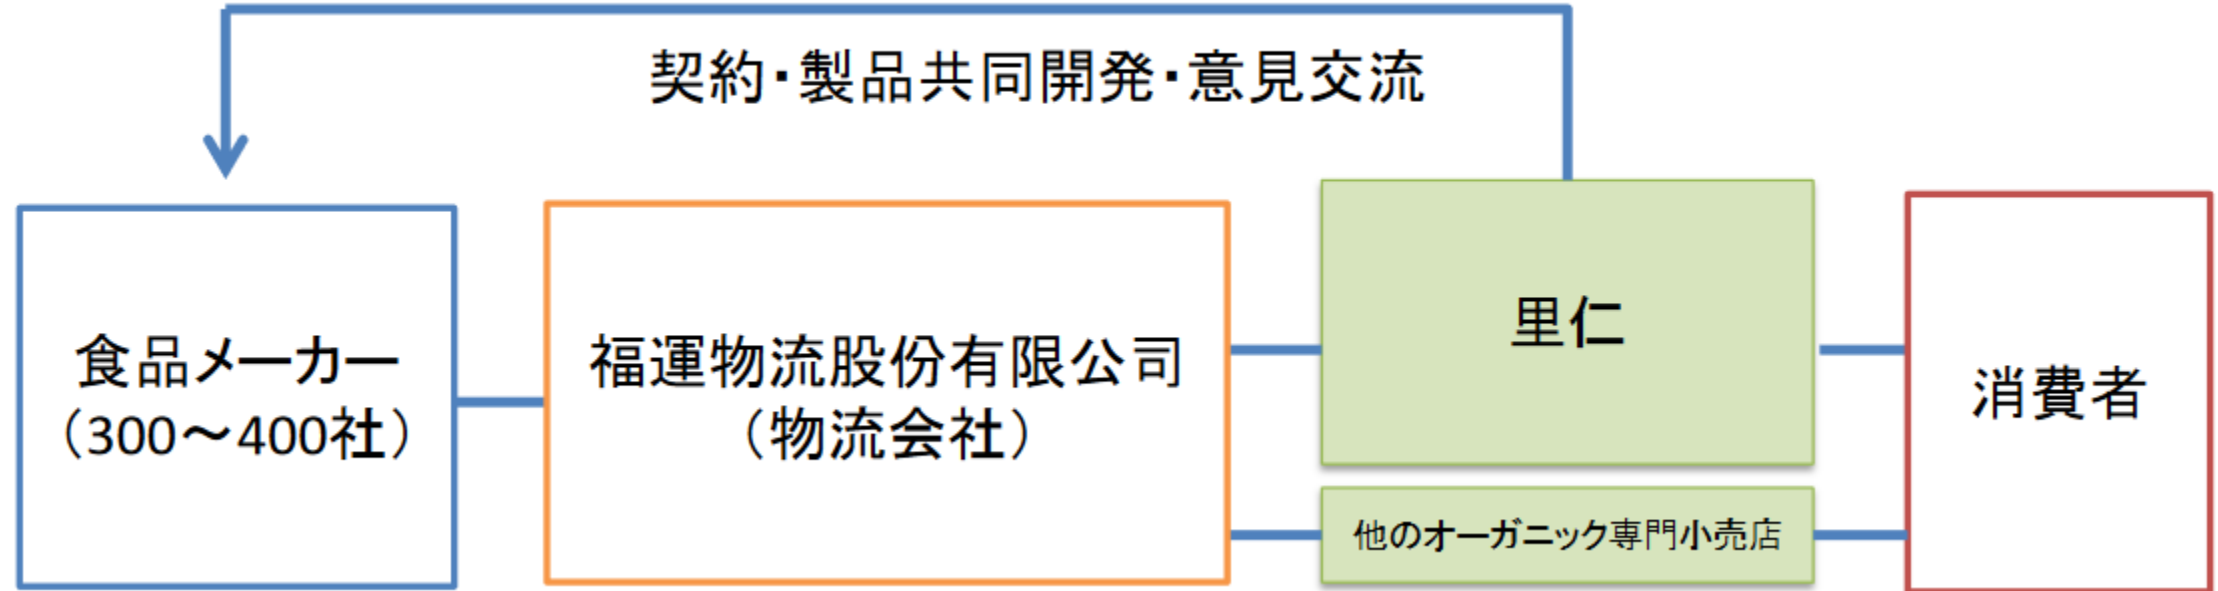 契約・製品共同開発・意見交流
食品メーカー
（300～400社）
福運物流股份有限公司
（物流会社）
里仁
他のオーガニック専門小売店
消費者